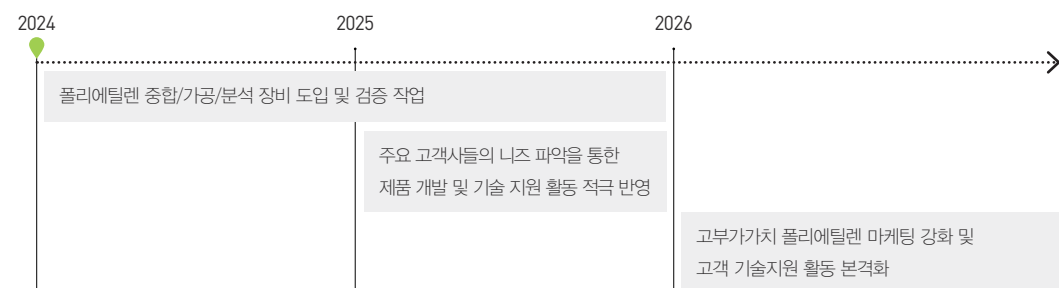 2024
2025
2026
폴리에틸렌 중합/가공/분석 장비 도입 및 검증 작업
주요 고객사들의 니즈 파악을 통한
제품 개발 및 기술 지원 활동 적극 반영
고부가가치 폴리에틸렌 마케팅 강화 및
고객 기술지원 활동 본격화